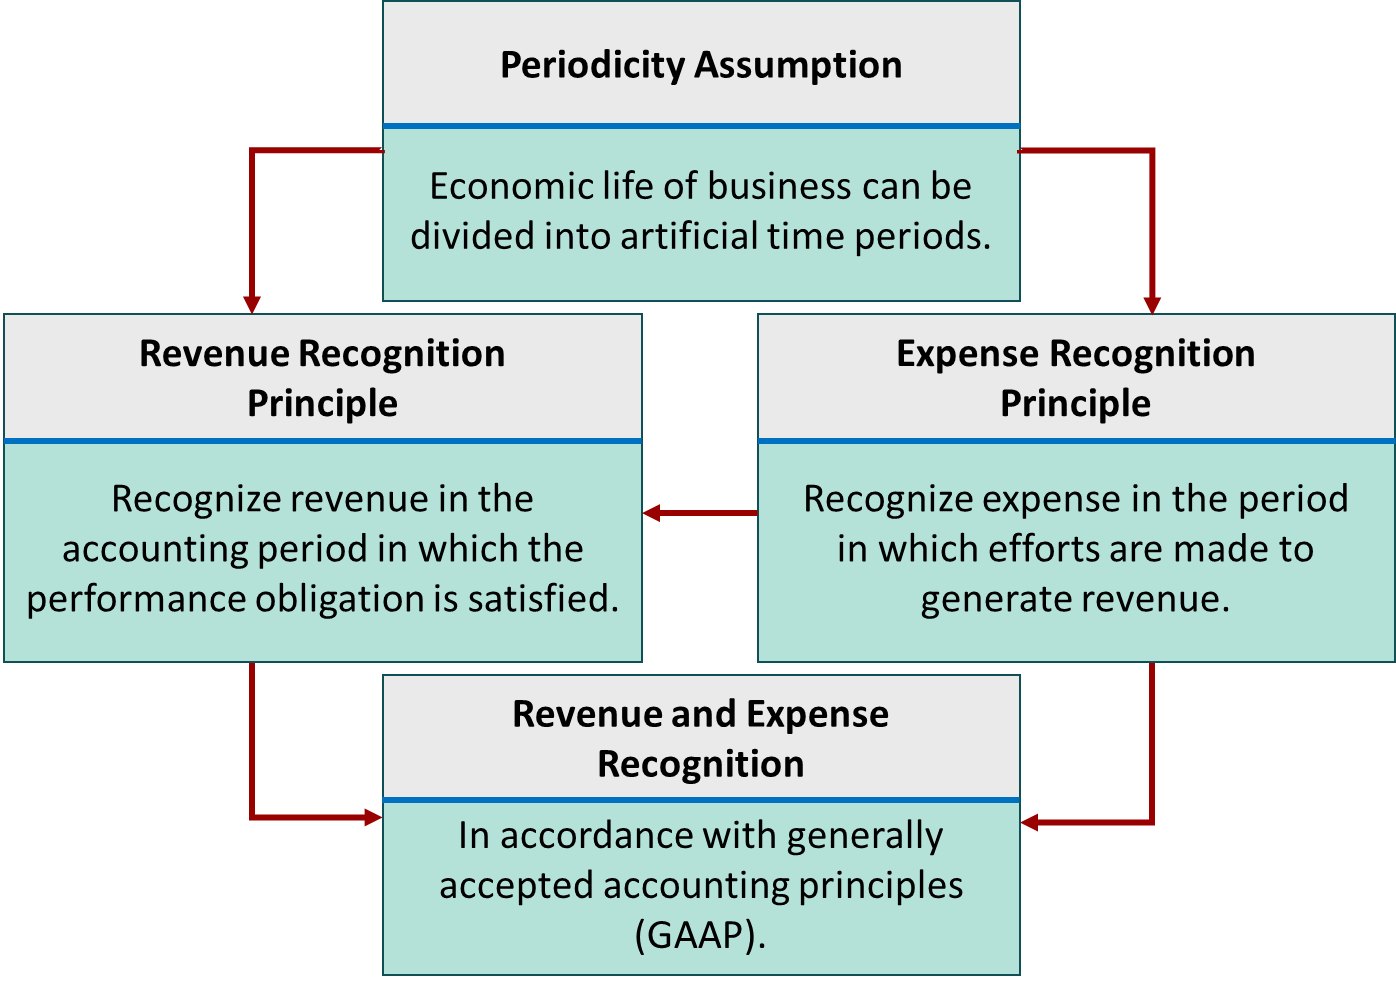 Periodicity Assumption
Economic life of business can be
divided into artificial time periods.
Revenue Recognition
Principle
Recognize revenue in the
accounting period in which the
performance obligation is satisfied.
Expense Recognition
Principle
Recognize expense in the period
in which efforts are made to
generate revenue.
Revenue and Expense
Recognition
In accordance with generally
accepted accounting principles
(GAAP).